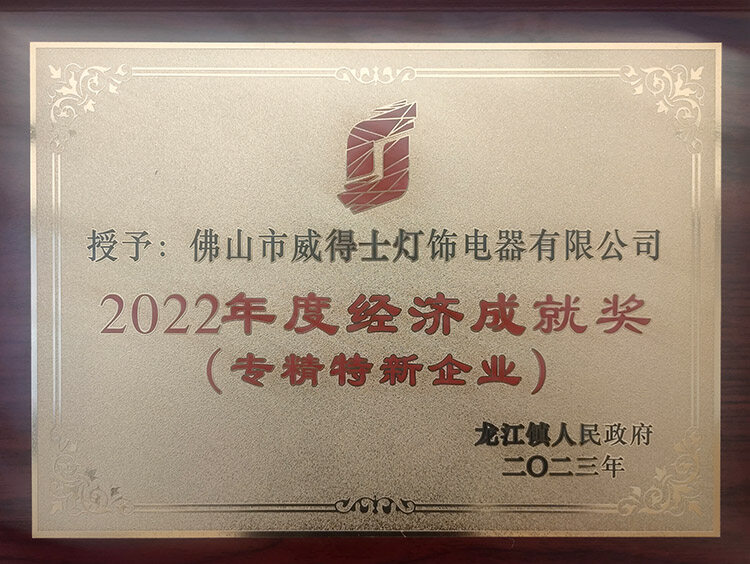 授予：佛山市威得士灯饰电器有限公司
2022年度经济成就奖
（专精特新企业）
龙江镇人民政府
二〇二三年